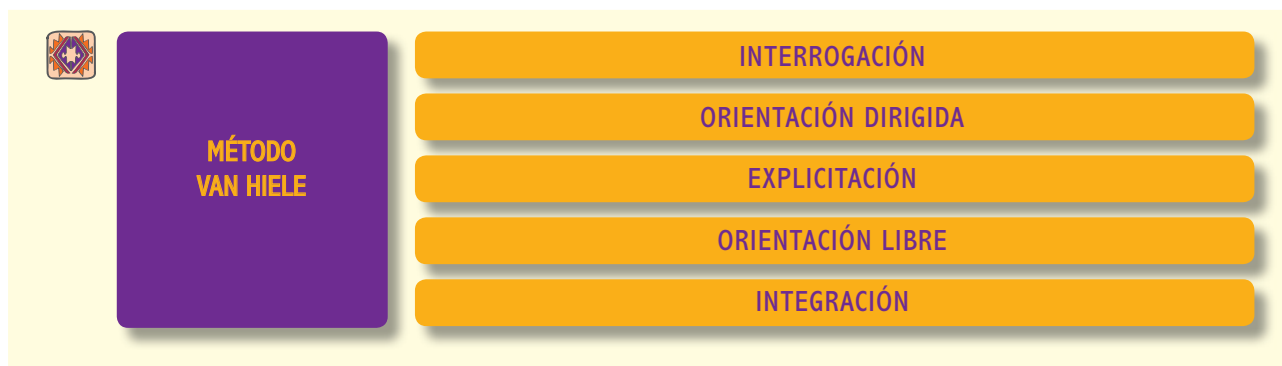 MÉTODO
VAN HIELE
INTERROGACIÓN
ORIENTACIÓN DIRIGIDA
EXPLICITACIÓN
ORIENTACIÓN LIBRE
INTEGRACIÓN